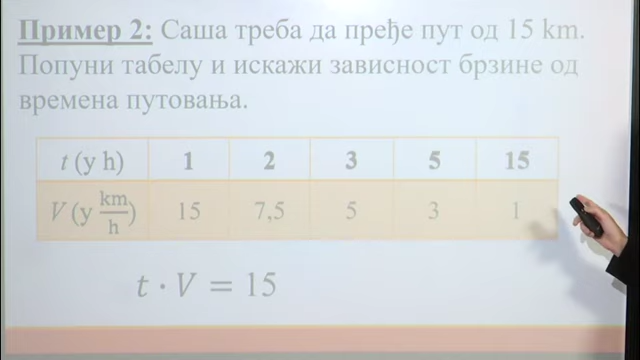 Пример 2: Саша треба да пређе пут од 15 km.
Попуни табелу и искажи зависност брзине од
времена путовања.
t (у h) 1 2 3 5 15
V (у km/h) 15 7,5 5 3 1
t · V = 15